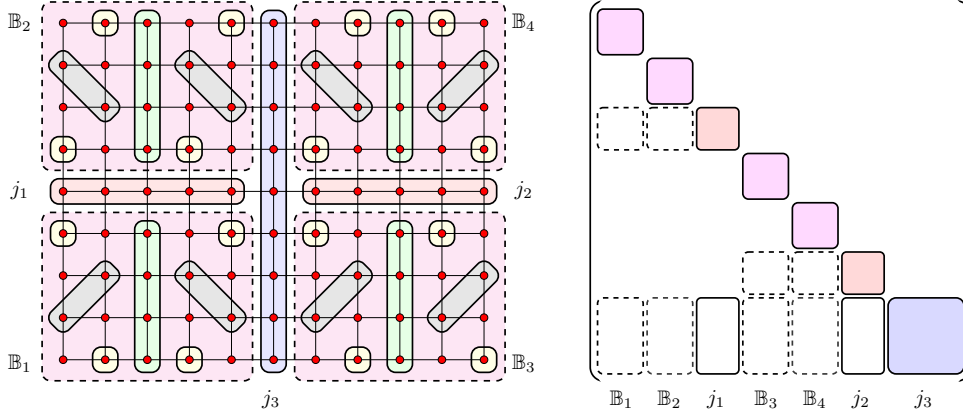 𝔹₂ 𝔹₄
j₁ j₂
𝔹₁ 𝔹₃
j₃
𝔹₁ 𝔹₂ j₁ 𝔹₃ 𝔹₄ j₂ j₃